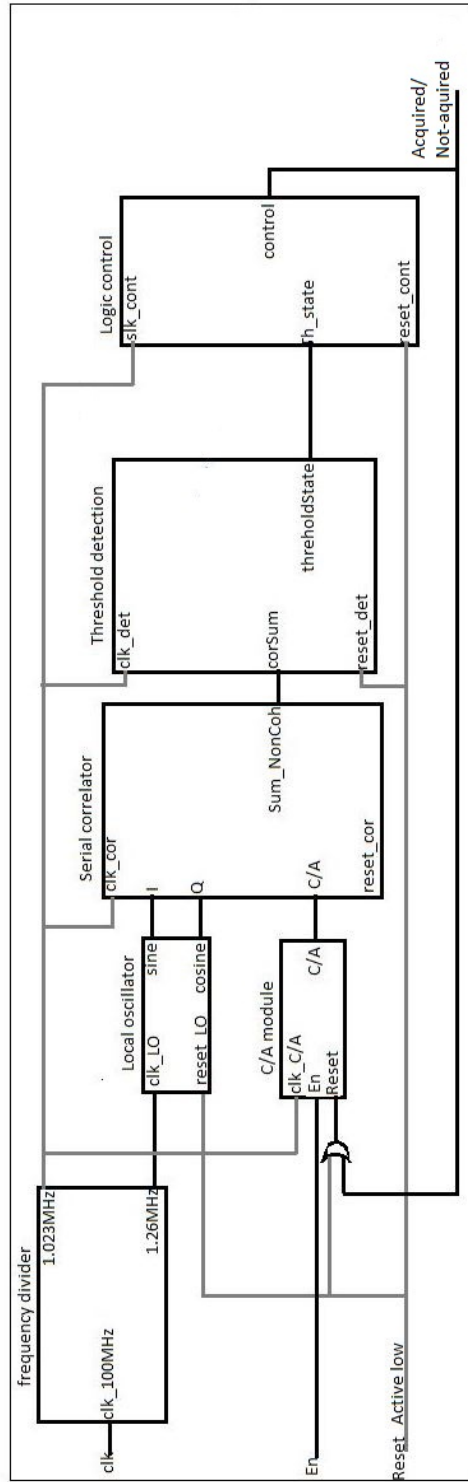 frequency divider
clk
clk_100MHz
1.023MHz
1.26MHz
Local oscillator
clk_LO
reset_LO
sine
cosine
C/A module
clk_C/A
En
Reset
C/A
Serial correlator
clk_cor
I
Q
C/A
reset_cor
Sum_NonCoh
Threshold detection
clk_det
corSum
reset_det
threholdState
Logic control
slk_cont
Th_state
reset_cont
control
Acquired/
Not-aquired
En
Reset_Active low